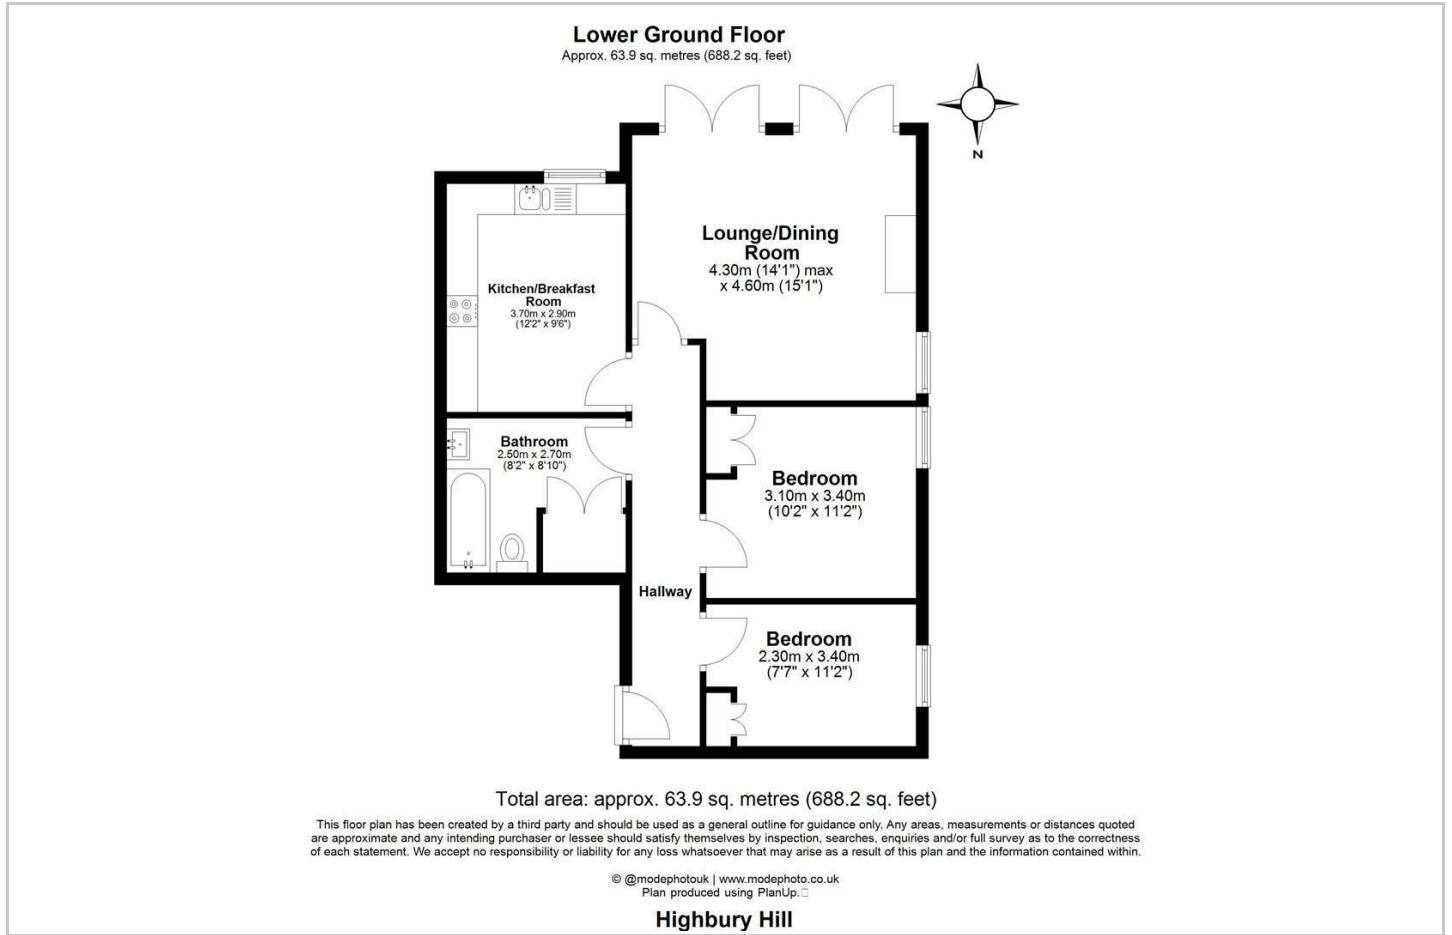 Lower Ground Floor
Approx. 63.9 sq. metres (688.2 sq. feet)
N
Lounge/Dining
Room
4.30m (14'1") max
x 4.60m (15'1")
Kitchen/Breakfast
Room
3.70m x 2.90m
(12'2" x 9'6")
Bathroom
2.50m x 2.70m
(8'2" x 8'10")
Bedroom
3.10m x 3.40m
(10'2" x 11'2")
Hallway
Bedroom
2.30m x 3.40m
(7'7" x 11'2")
Total area: approx. 63.9 sq. metres (688.2 sq. feet)
This floor plan has been created by a third party and should be used as a general outline for guidance only. Any areas, measurements or distances quoted
are approximate and any intending purchaser or lessee should satisfy themselves by inspection, searches, enquiries and/or full survey as to the correctness
of each statement. We accept no responsibility or liability for any loss whatsoever that may arise as a result of this plan and the information contained within.
© @modephotouk | www.modephoto.co.uk
Plan produced using PlanUp.
Highbury Hill